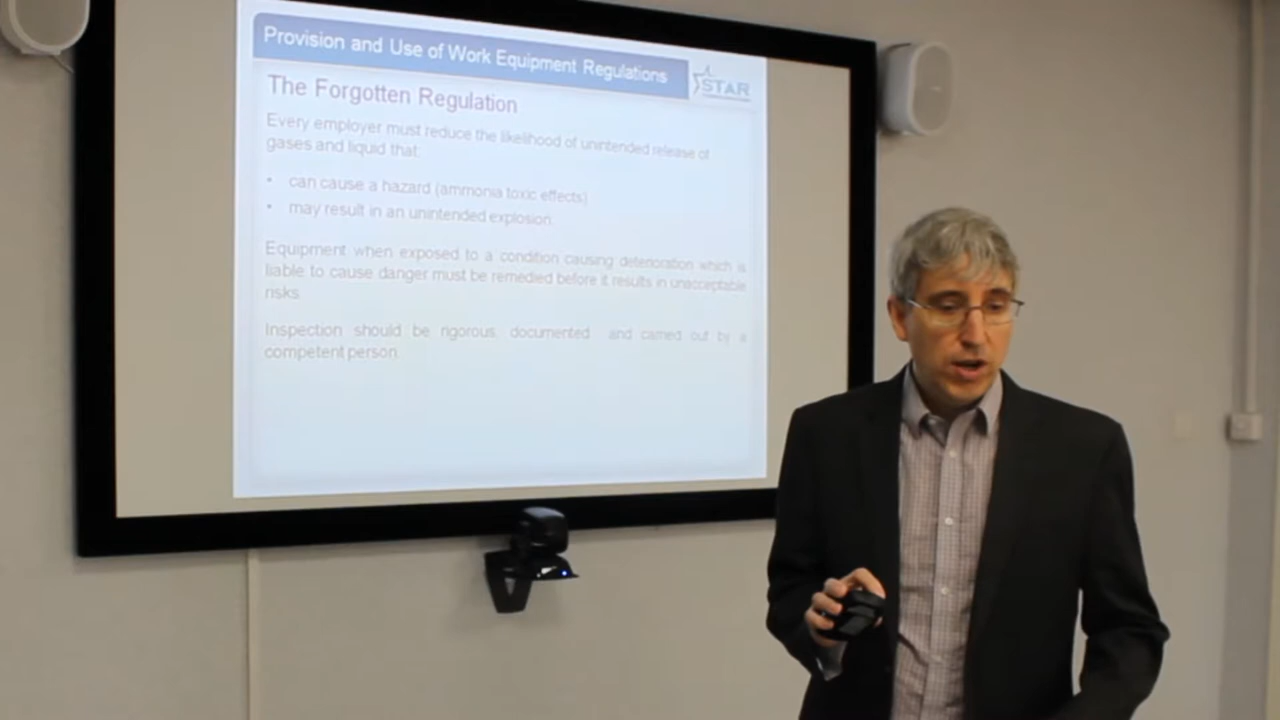 Provision and Use of Work Equipment Regulations
STAR
The Forgotten Regulation
Every employer must reduce the likelihood of unintended release of
gases and liquid that:
• can cause a hazard (ammonia toxic effects)
• may result in an unintended explosion.
Equipment when exposed to a condition causing deterioration which is
liable to cause danger must be remedied before it results in unacceptable
risks.
Inspection should be rigorous, documented and carried out by a
competent person.